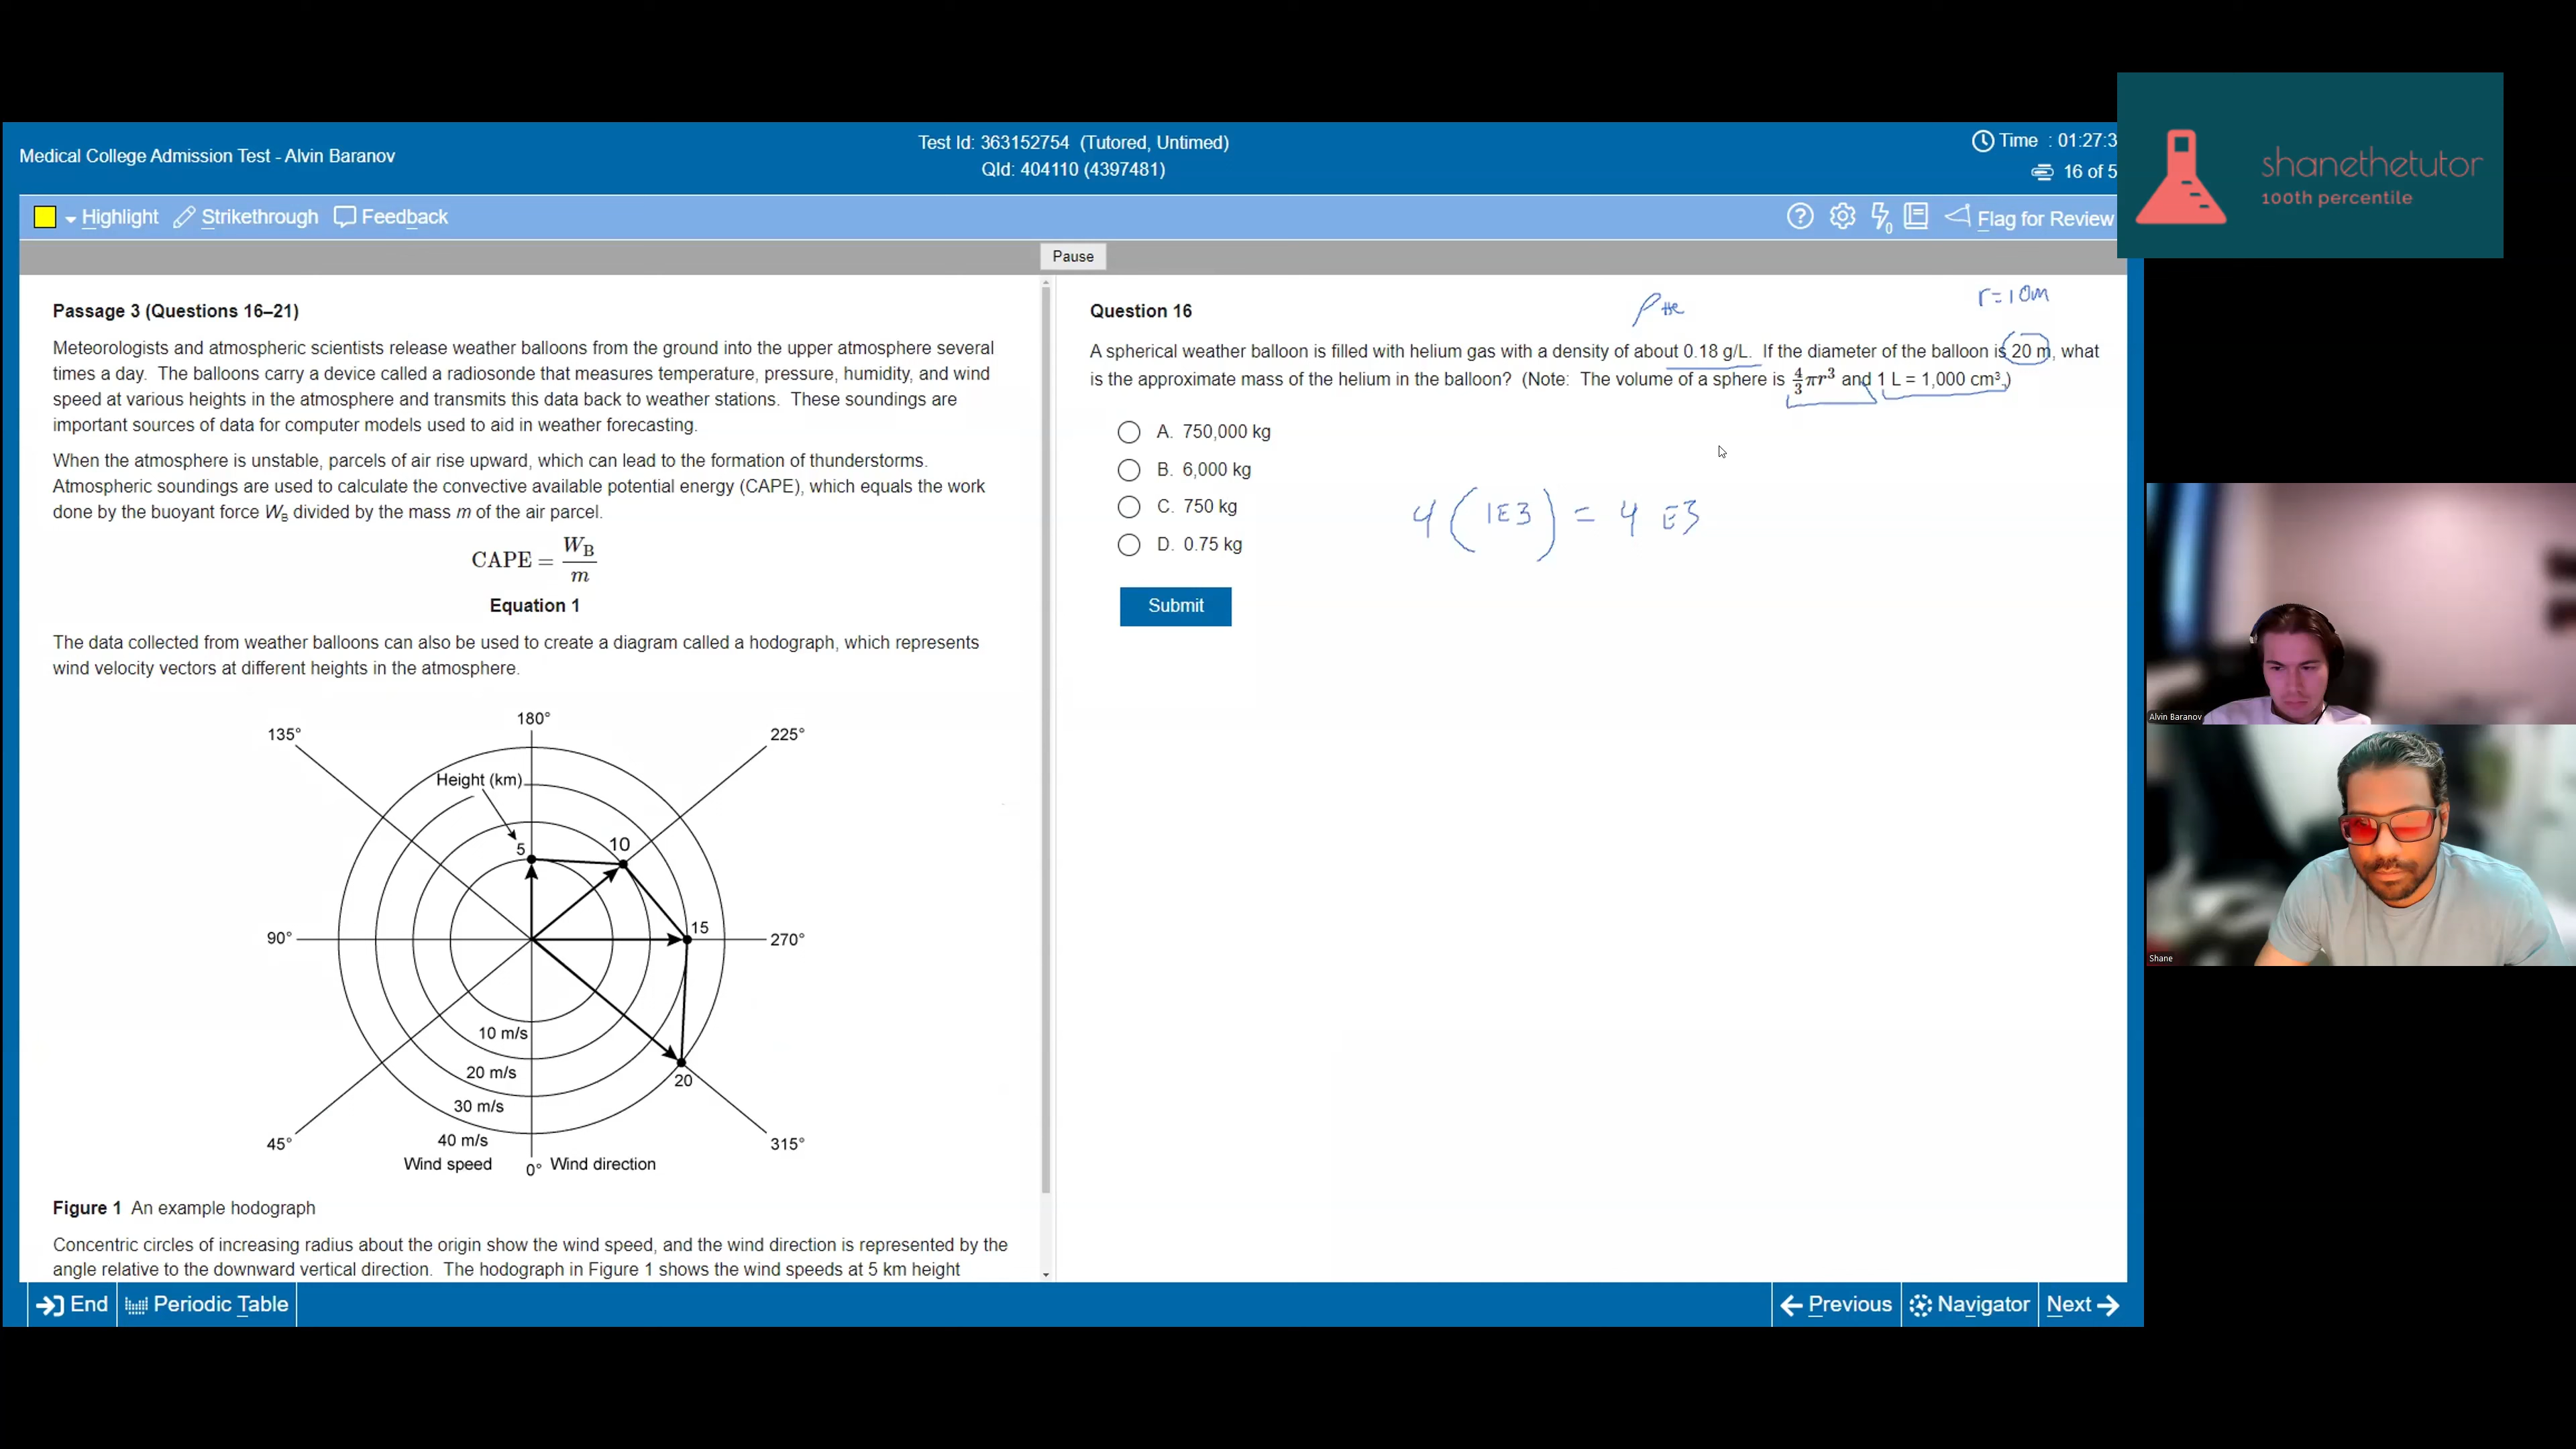 shanethetutor
100th percentile
Medical College Admission Test - Alvin Baranov
Test Id: 363152754 (Tutored, Untimed)
QId: 404110 (4397481)
Time : 01:27:3
16 of 5
Highlight Strikethrough Feedback
Flag for Review
Pause
Passage 3 (Questions 16–21)
Meteorologists and atmospheric scientists release weather balloons from the ground into the upper atmosphere several
times a day. The balloons carry a device called a radiosonde that measures temperature, pressure, humidity, and wind
speed at various heights in the atmosphere and transmits this data back to weather stations. These soundings are
important sources of data for computer models used to aid in weather forecasting.
When the atmosphere is unstable, parcels of air rise upward, which can lead to the formation of thunderstorms.
Atmospheric soundings are used to calculate the convective available potential energy (CAPE), which equals the work
done by the buoyant force W_B divided by the mass m of the air parcel.
CAPE = W_B / m
Equation 1
The data collected from weather balloons can also be used to create a diagram called a hodograph, which represents
wind velocity vectors at different heights in the atmosphere.
180°
135° 225°
Height (km)
5 10
15
90° 270°
10 m/s
20 m/s
20
30 m/s
40 m/s
45° 315°
Wind speed 0° Wind direction
Figure 1 An example hodograph
Concentric circles of increasing radius about the origin show the wind speed, and the wind direction is represented by the
angle relative to the downward vertical direction. The hodograph in Figure 1 shows the wind speeds at 5 km height
Question 16
ρHe
r=10m
A spherical weather balloon is filled with helium gas with a density of about 0.18 g/L. If the diameter of the balloon is 20 m, what
is the approximate mass of the helium in the balloon? (Note: The volume of a sphere is 4/3 πr³ and 1 L = 1,000 cm³.)
A. 750,000 kg
B. 6,000 kg
C. 750 kg
D. 0.75 kg
4 (1E3) = 4 E3
Submit
Alvin Baranov
Shane
End Periodic Table
Previous Navigator Next